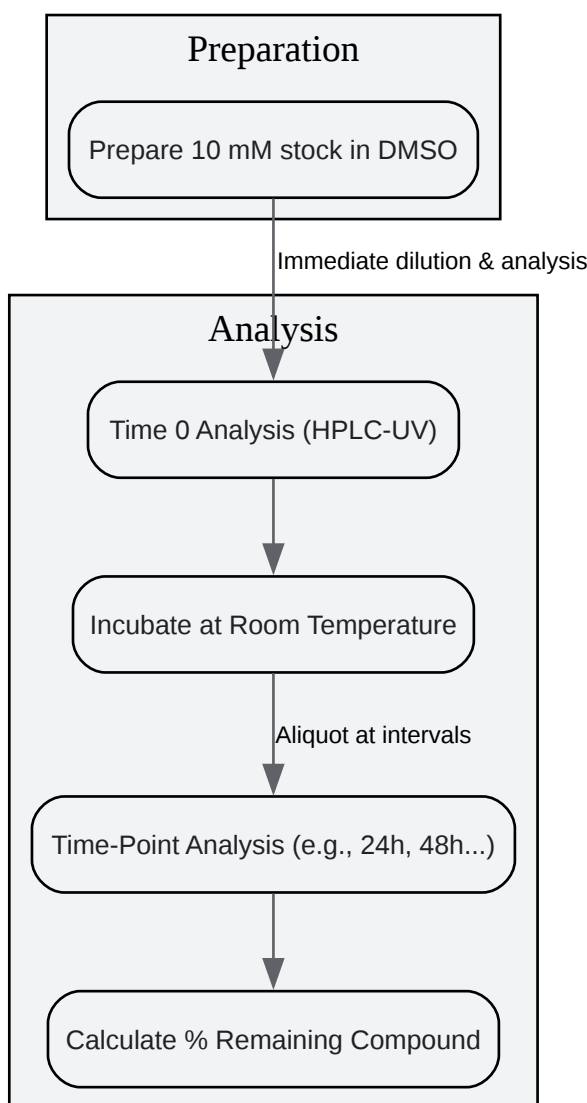 Preparation
Prepare 10 mM stock in DMSO
Immediate dilution & analysis
Analysis
Time 0 Analysis (HPLC-UV)
Incubate at Room Temperature
Aliquot at intervals
Time-Point Analysis (e.g., 24h, 48h...)
Calculate % Remaining Compound